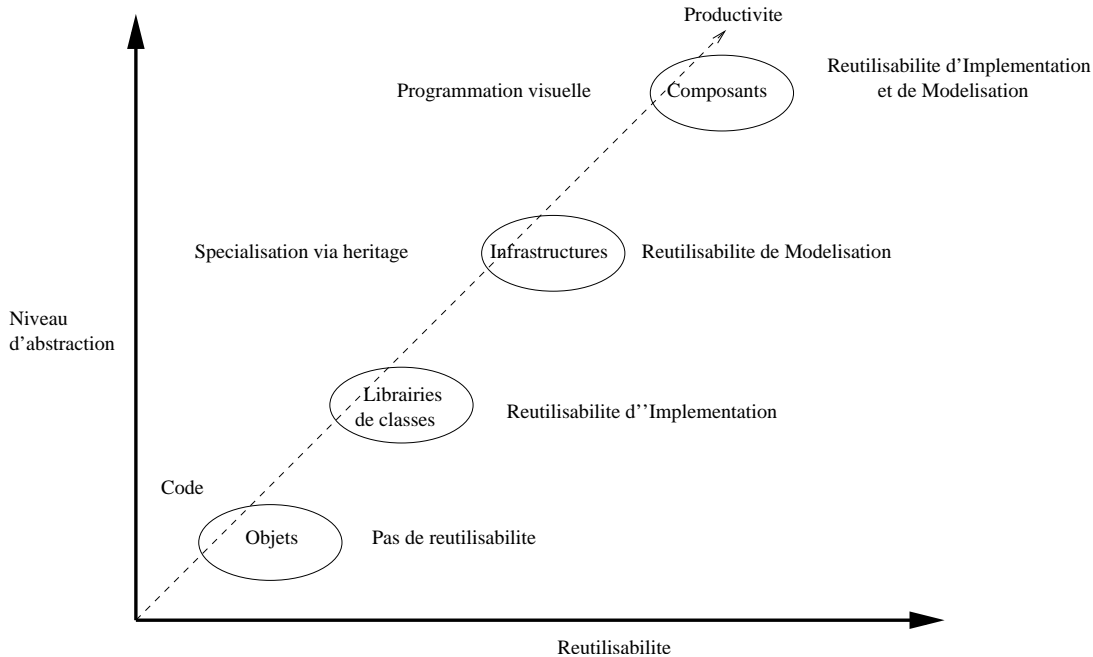 Productivite
Reutilisabilite d'Implementation
et de Modelisation
Programmation visuelle
Composants
Specialisation via heritage
Infrastructures
Reutilisabilite de Modelisation
Niveau
d'abstraction
Librairies
de classes
Reutilisabilite d''Implementation
Code
Objets
Pas de reutilisabilite
Reutilisabilite